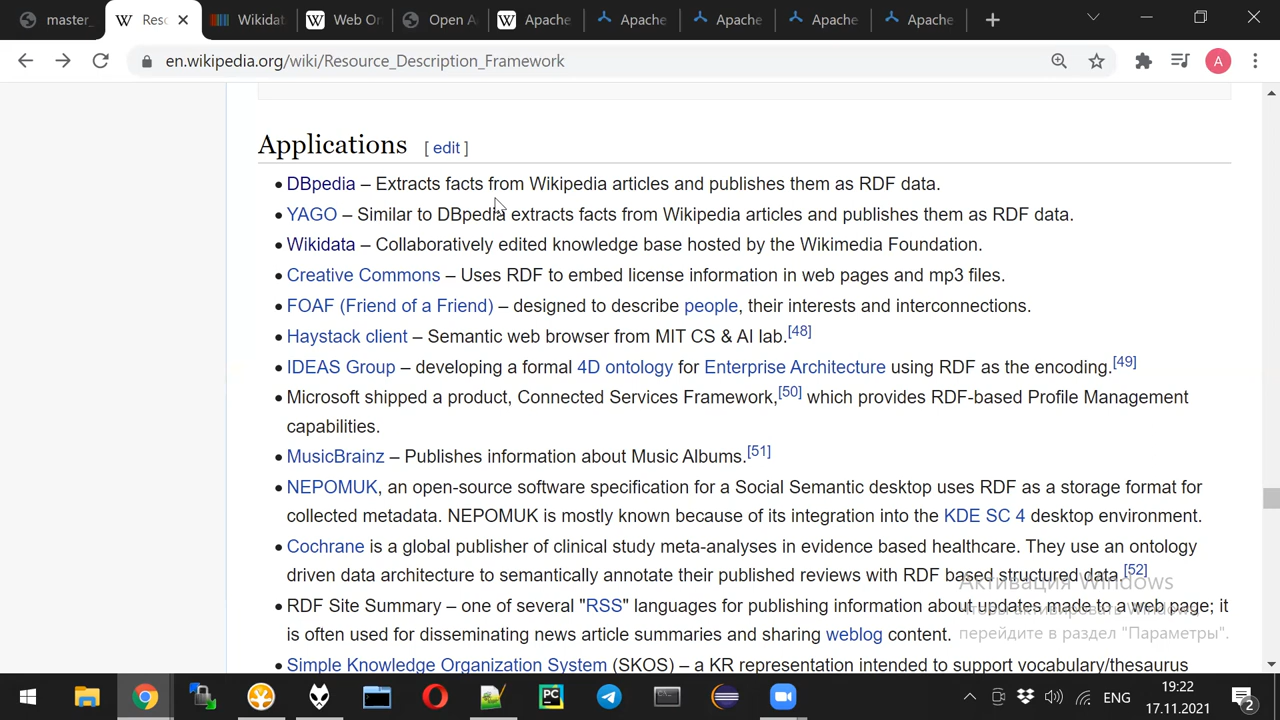 master_
Reso
Wikidat
Web On
Open A
Apache
Apache
Apache
Apache
Apache
en.wikipedia.org/wiki/Resource_Description_Framework
A
Applications [ edit ]
• DBpedia – Extracts facts from Wikipedia articles and publishes them as RDF data.
• YAGO – Similar to DBpedia extracts facts from Wikipedia articles and publishes them as RDF data.
• Wikidata – Collaboratively edited knowledge base hosted by the Wikimedia Foundation.
• Creative Commons – Uses RDF to embed license information in web pages and mp3 files.
• FOAF (Friend of a Friend) – designed to describe people, their interests and interconnections.
• Haystack client – Semantic web browser from MIT CS & AI lab.[48]
• IDEAS Group – developing a formal 4D ontology for Enterprise Architecture using RDF as the encoding.[49]
• Microsoft shipped a product, Connected Services Framework,[50] which provides RDF-based Profile Management
capabilities.
• MusicBrainz – Publishes information about Music Albums.[51]
• NEPOMUK, an open-source software specification for a Social Semantic desktop uses RDF as a storage format for
collected metadata. NEPOMUK is mostly known because of its integration into the KDE SC 4 desktop environment.
• Cochrane is a global publisher of clinical study meta-analyses in evidence based healthcare. They use an ontology
driven data architecture to semantically annotate their published reviews with RDF based structured data.[52]
Активация Windows
• RDF Site Summary – one of several "RSS" languages for publishing information about updates made to a web page; it
Чтобы активировать Windows,
is often used for disseminating news article summaries and sharing weblog content.
перейдите в раздел "Параметры".
• Simple Knowledge Organization System (SKOS) – a KR representation intended to support vocabulary/thesaurus
PC
ENG
19:22
17.11.2021
2